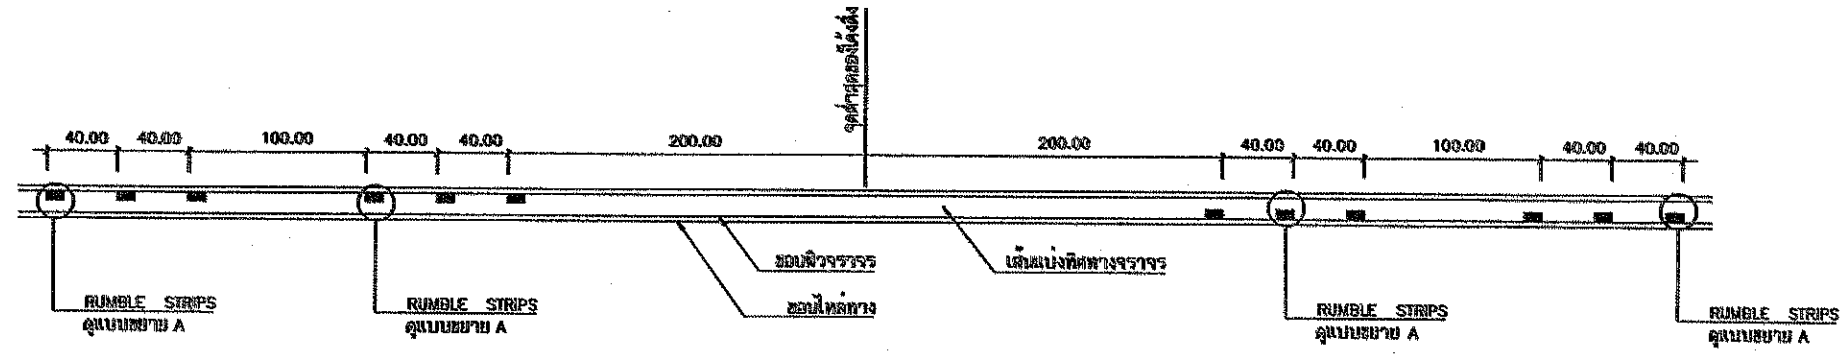 จุดต่ำสุดของโค้งดิ่ง
40.00 40.00 100.00 40.00 40.00 200.00 200.00 40.00 40.00 100.00 40.00 40.00
ขอบผิวจราจร
เส้นแบ่งทิศทางจราจร
ขอบไหล่ทาง
RUMBLE STRIPS
ดูแบบขยาย A
RUMBLE STRIPS
ดูแบบขยาย A
RUMBLE STRIPS
ดูแบบขยาย A
RUMBLE STRIPS
ดูแบบขยาย A